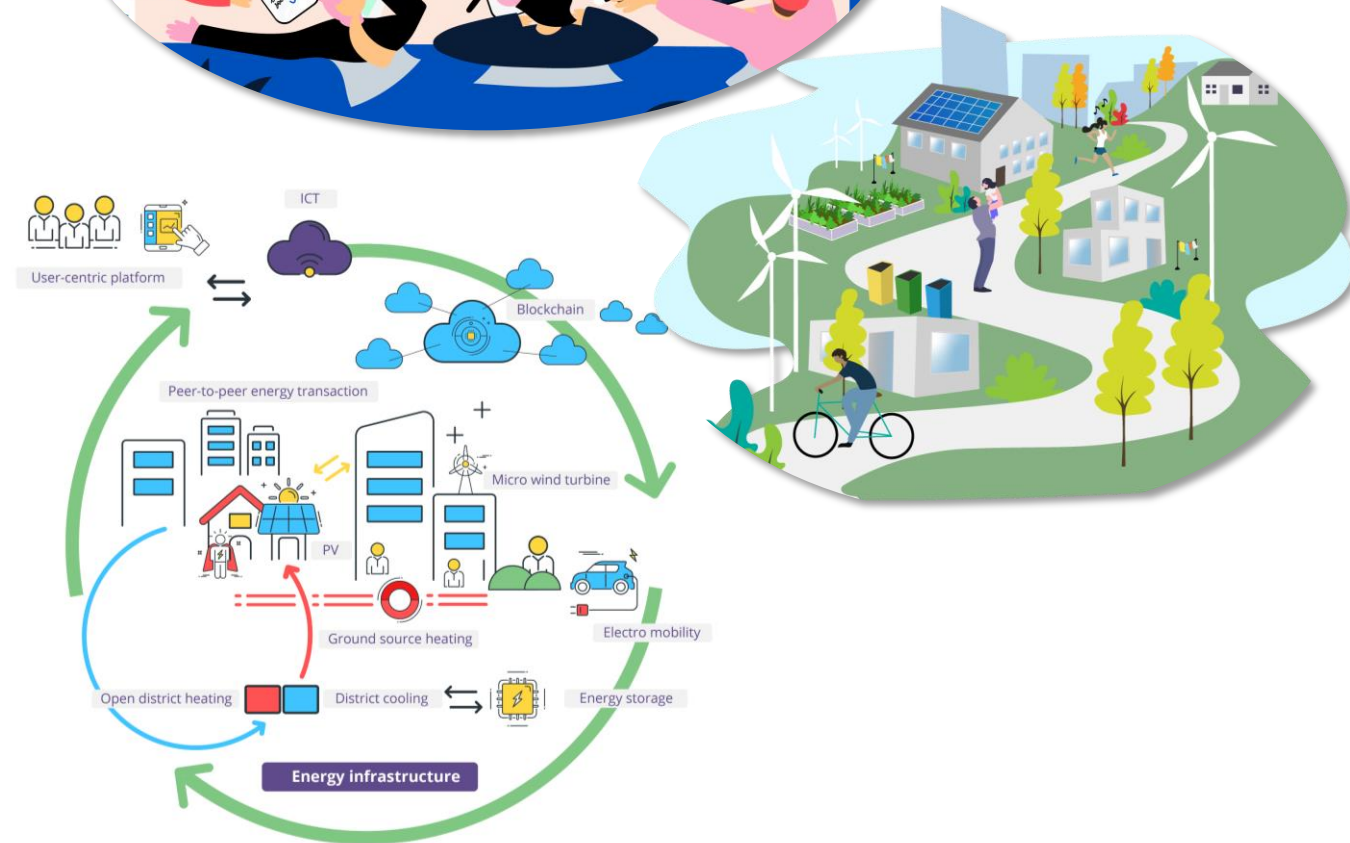 ICT
User-centric platform
Blockchain
Peer-to-peer energy transaction
Micro wind turbine
PV
Ground source heating
Electro mobility
Open district heating
District cooling
Energy storage
Energy infrastructure